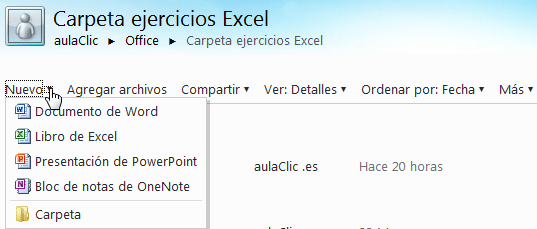 Carpeta ejercicios Excel
aulaClic ▶ Office ▶ Carpeta ejercicios Excel
Nuevo Agregar archivos Compartir Ver: Detalles Ordenar por: Fecha Más
Documento de Word
Libro de Excel
Presentación de PowerPoint
aulaClic .es Hace 20 horas
Bloc de notas de OneNote
Carpeta